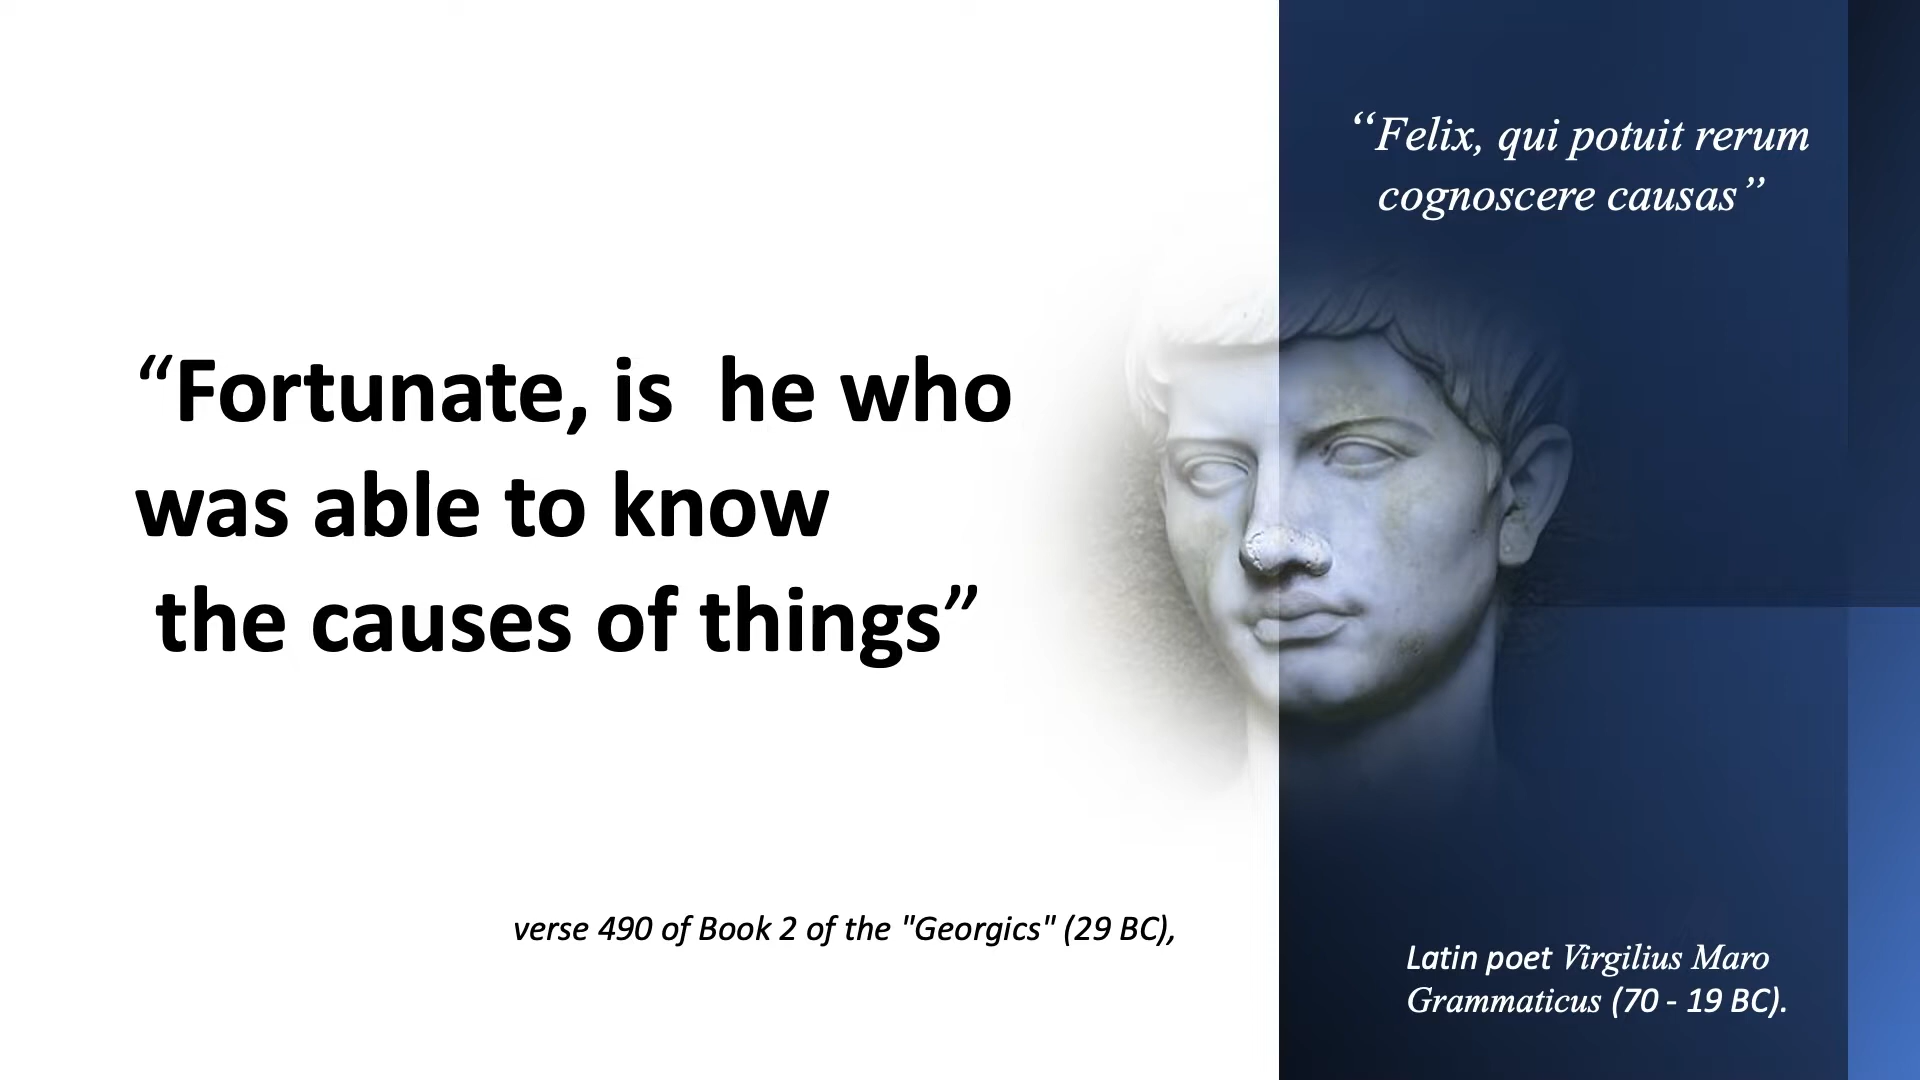 “Fortunate, is  he who
was able to know
the causes of things”
verse 490 of Book 2 of the "Georgics" (29 BC),
“Felix, qui potuit rerum
cognoscere causas”
Latin poet Virgilius Maro
Grammaticus (70 - 19 BC).